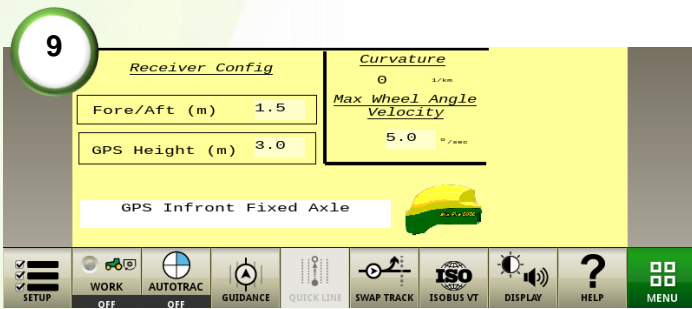 9
Receiver Config
Fore/Aft (m) 1.5
GPS Height (m) 3.0
GPS Infront Fixed Axle
Curvature
0 1/km
Max Wheel Angle
Velocity
5.0 °/sec
SETUP
WORK
OFF
AUTOTRAC
OFF
GUIDANCE
QUICK LINE
SWAP TRACK
ISO
ISOBUS VT
DISPLAY
?
HELP
MENU